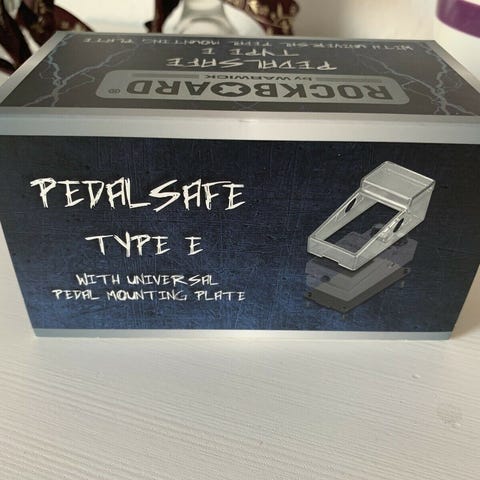 ROCKBOARD®
by WARWICK
PEDALSAFE
TYPE E
WITH UNIVERSAL PEDAL MOUNTING PLATE
PEDALSAFE
TYPE E
WITH UNIVERSAL
PEDAL MOUNTING PLATE